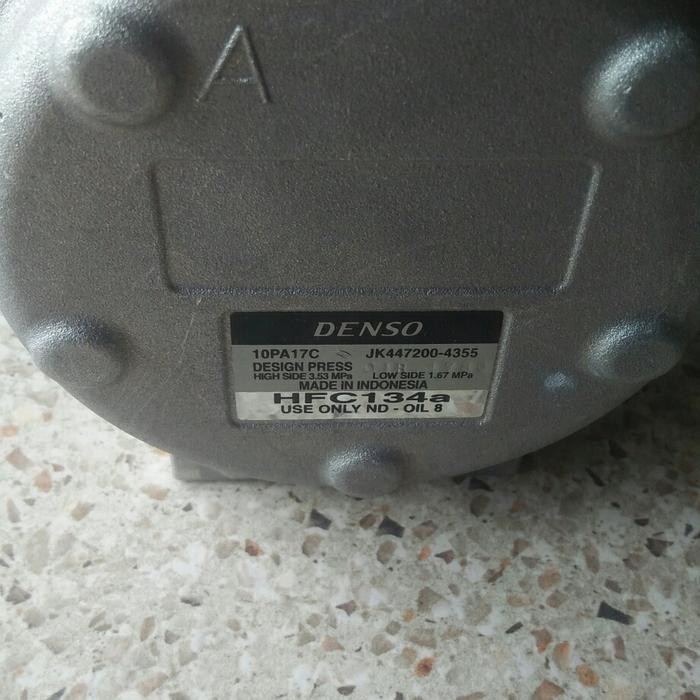 A
DENSO
10PA17C JK447200-4355
DESIGN PRESS
HIGH SIDE 3.53 MPa LOW SIDE 1.67 MPa
MADE IN INDONESIA
HFC134a
USE ONLY ND - OIL 8